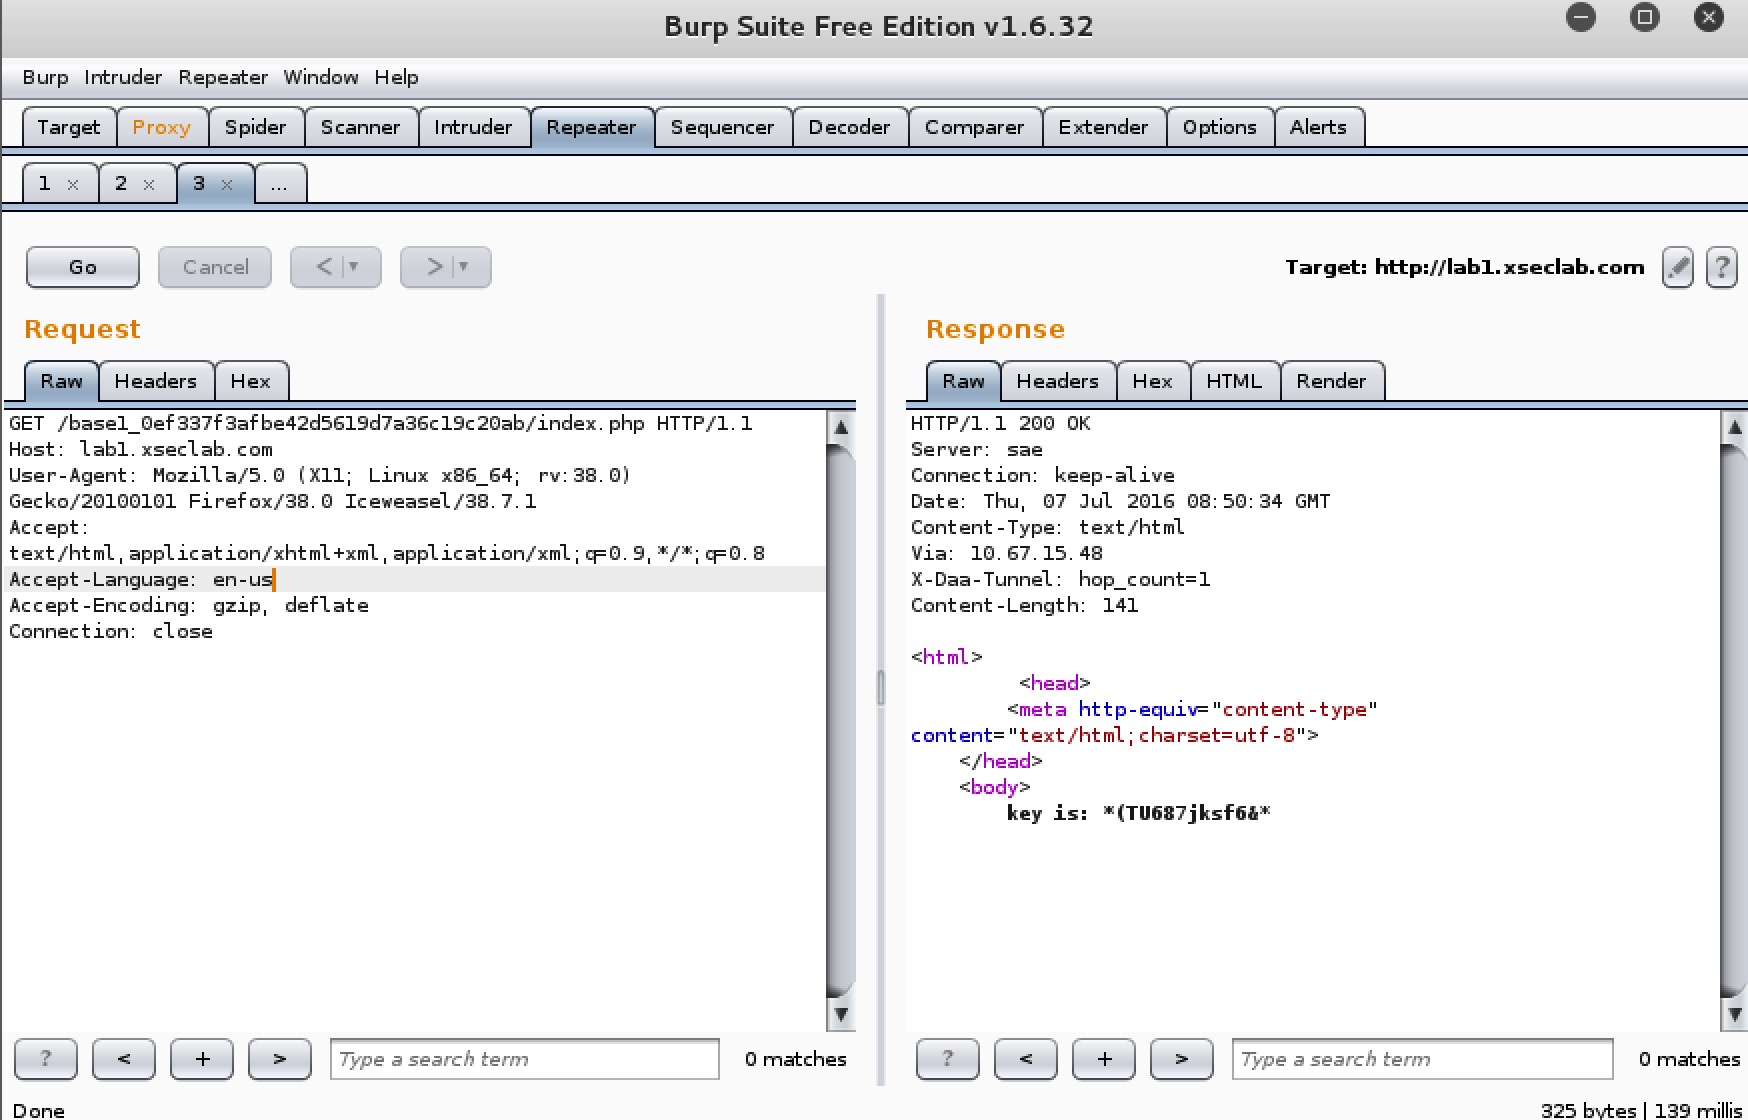 Burp Suite Free Edition v1.6.32
Burp Intruder Repeater Window Help
Target Proxy Spider Scanner Intruder Repeater Sequencer Decoder Comparer Extender Options Alerts
1 × 2 × 3 × ...
Go Cancel < > Target: http://lab1.xseclab.com ?
Request
Raw Headers Hex
GET /base1_0ef337f3afbe42d5619d7a36c19c20ab/index.php HTTP/1.1
Host: lab1.xseclab.com
User-Agent: Mozilla/5.0 (X11; Linux x86_64; rv:38.0)
Gecko/20100101 Firefox/38.0 Iceweasel/38.7.1
Accept:
text/html,application/xhtml+xml,application/xml;q=0.9,*/*;q=0.8
Accept-Language: en-us
Accept-Encoding: gzip, deflate
Connection: close
? < + > Type a search term 0 matches
Response
Raw Headers Hex HTML Render
HTTP/1.1 200 OK
Server: sae
Connection: keep-alive
Date: Thu, 07 Jul 2016 08:50:34 GMT
Content-Type: text/html
Via: 10.67.15.48
X-Daa-Tunnel: hop_count=1
Content-Length: 141
<html>
<head>
<meta http-equiv="content-type"
content="text/html;charset=utf-8">
</head>
<body>
key is: *(TU687jksf6&*
? < + > Type a search term 0 matches
Done 325 bytes | 139 millis